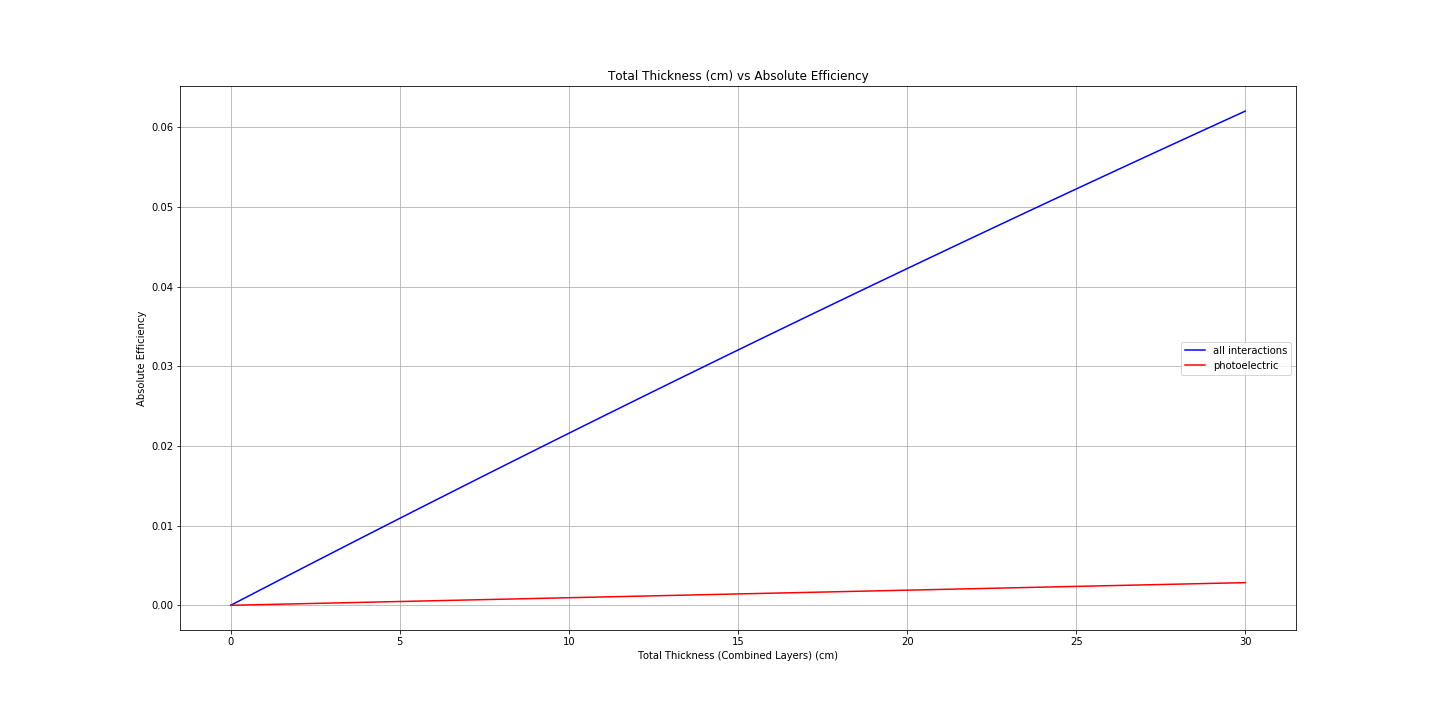 Total Thickness (cm) vs Absolute Efficiency
0.06
0.05
0.04
0.03
0.02
0.01
0.00
Absolute Efficiency
all interactions
photoelectric
0 5 10 15 20 25 30
Total Thickness (Combined Layers) (cm)